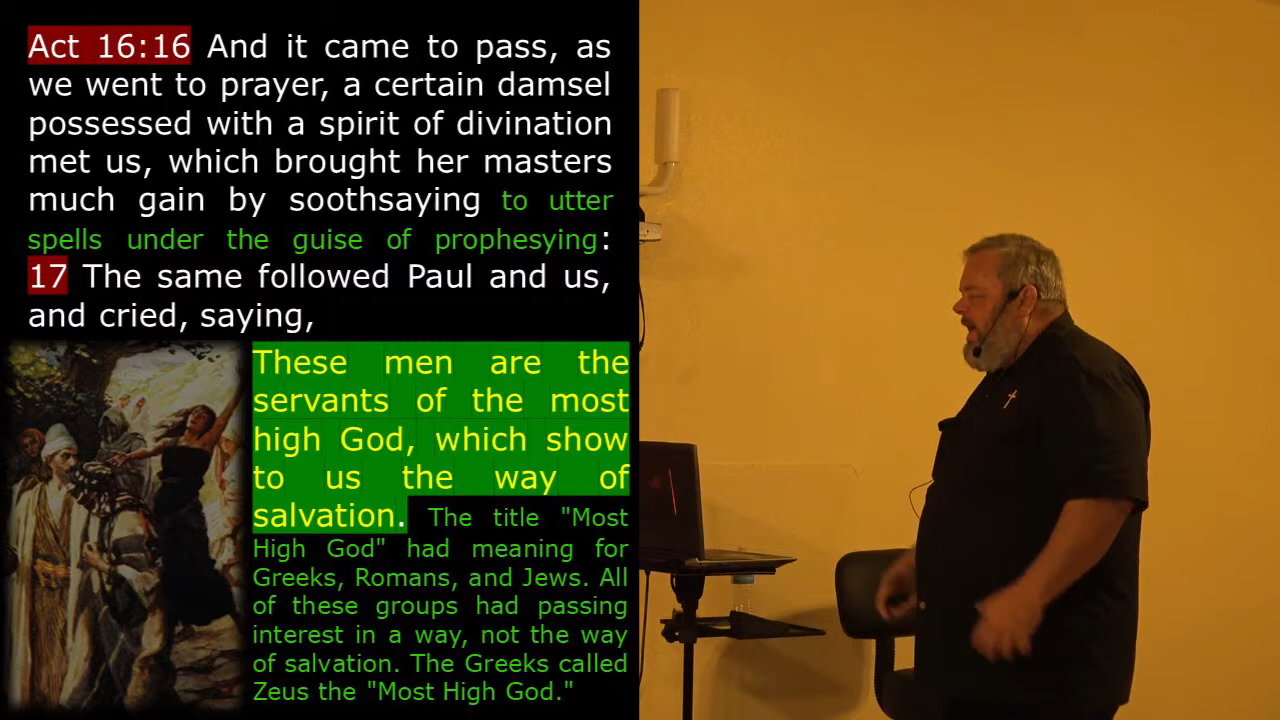 Act 16:16 And it came to pass, as
we went to prayer, a certain damsel
possessed with a spirit of divination
met us, which brought her masters
much gain by soothsaying to utter
spells under the guise of prophesying:
17 The same followed Paul and us,
and cried, saying,
These men are the
servants of the most
high God, which show
to us the way of
salvation. The title "Most
High God" had meaning for
Greeks, Romans, and Jews. All
of these groups had passing
interest in a way, not the way
of salvation. The Greeks called
Zeus the "Most High God."